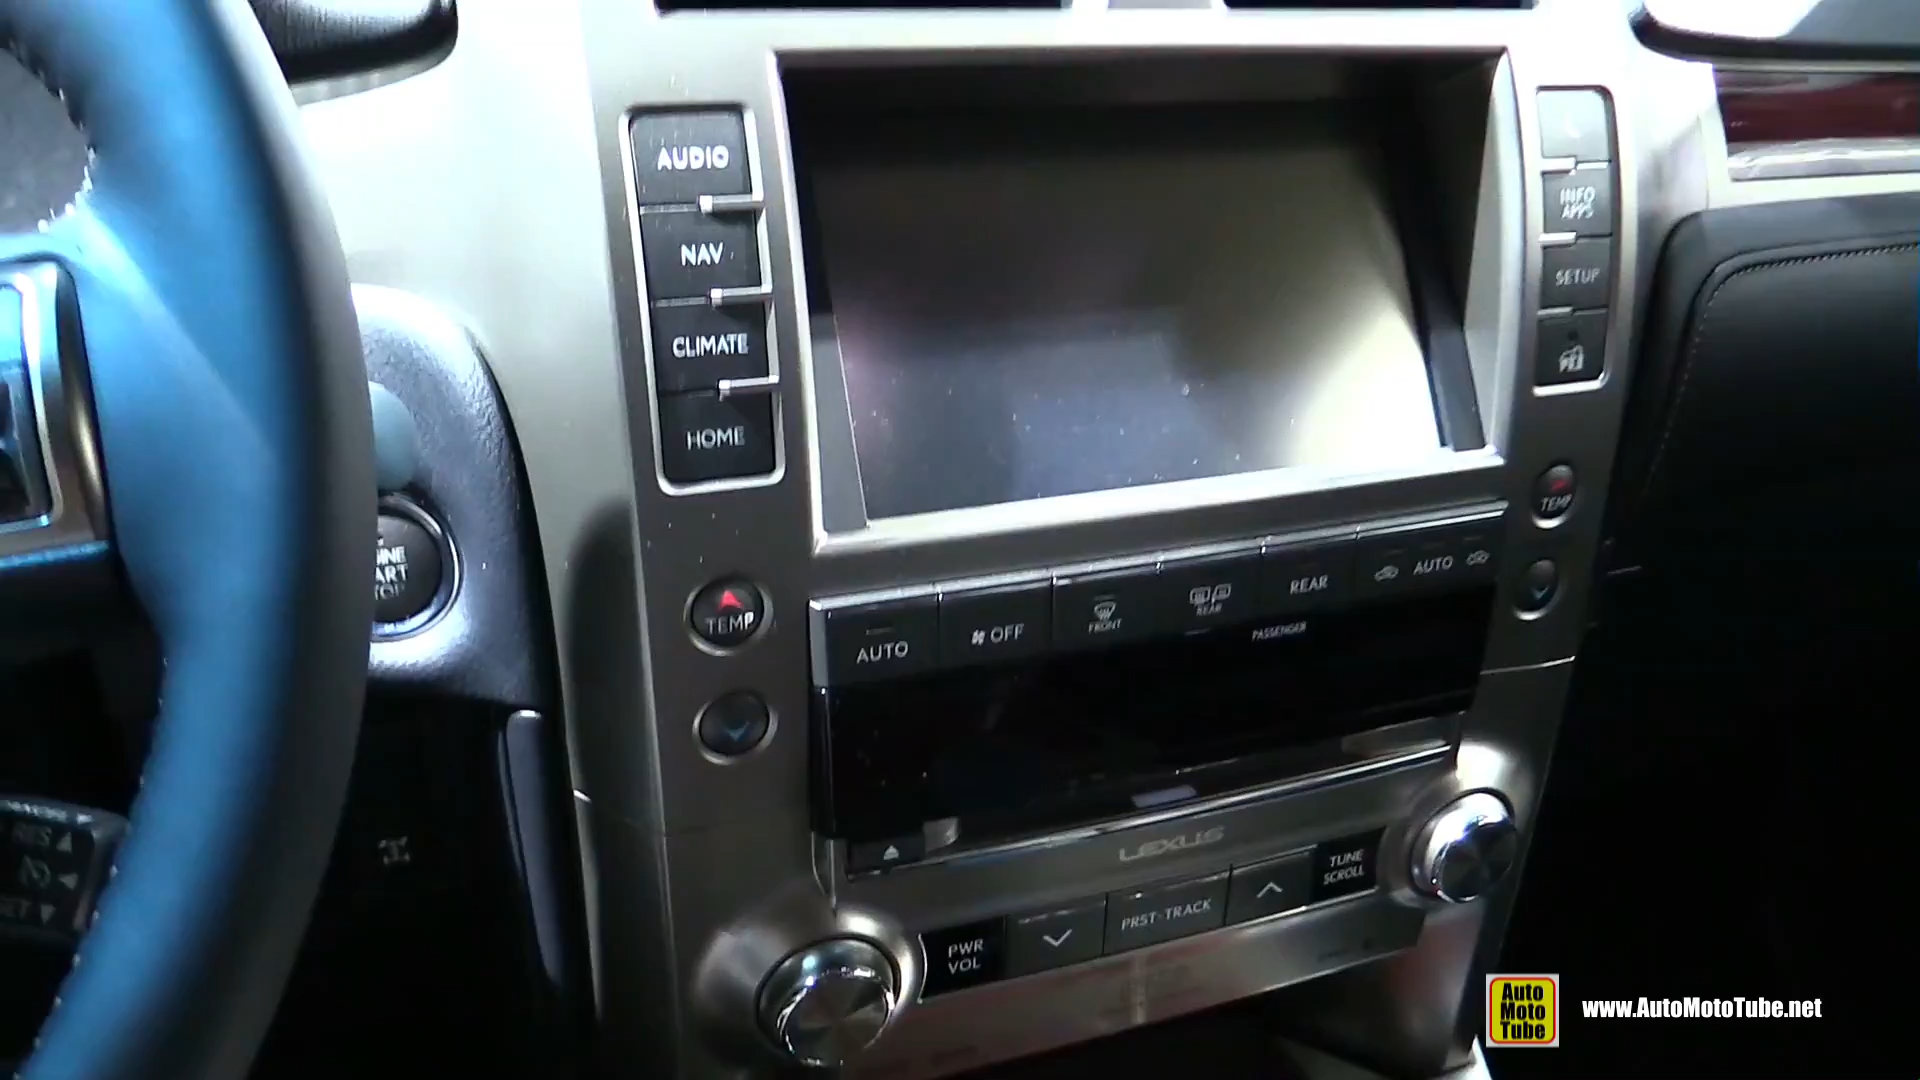 AUDIO
NAV
CLIMATE
HOME
INFO
APPS
SETUP
TEMP
TEMP
AUTO
OFF
FRONT
REAR
REAR
AUTO
PASSENGER
LEXUS
PWR
VOL
PRST-TRACK
TUNE
SCROLL
RES
Auto
Moto
Tube
www.AutoMotoTube.net